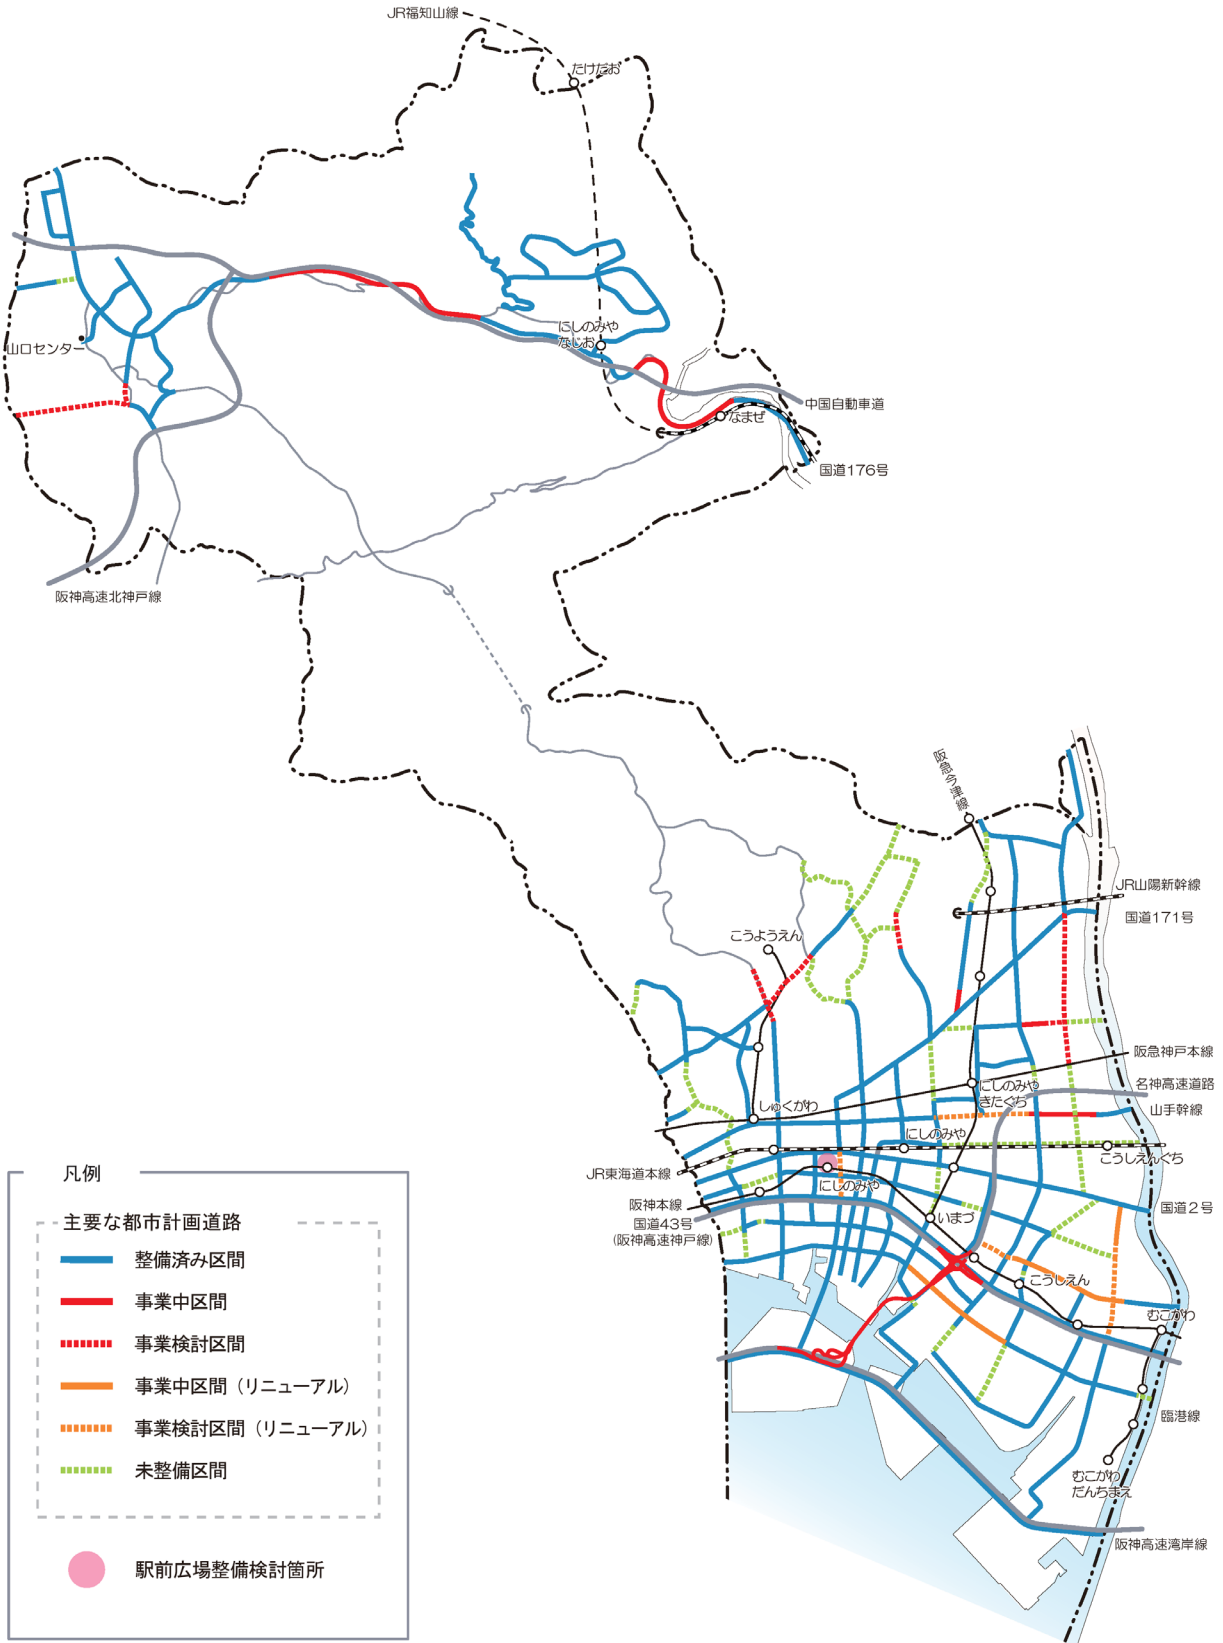 JR福知山線
たけだお
にしのみや
なじお
山口センター
中国自動車道
なまぜ
国道176号
阪神高速北神戸線
阪急今津線
JR山陽新幹線
国道171号
こうようえん
阪急神戸本線
にしのみや
きたぐち
名神高速道路
しゅくがわ
山手幹線
にしのみや
こうしえんぐち
JR東海道本線
にしのみや
阪神本線
国道2号
国道43号
(阪神高速神戸線)
いまづ
こうしえん
むこがわ
臨港線
むこがわ
だんちまえ
阪神高速湾岸線
凡例
主要な都市計画道路
整備済み区間
事業中区間
事業検討区間
事業中区間（リニューアル）
事業検討区間（リニューアル）
未整備区間
駅前広場整備検討箇所